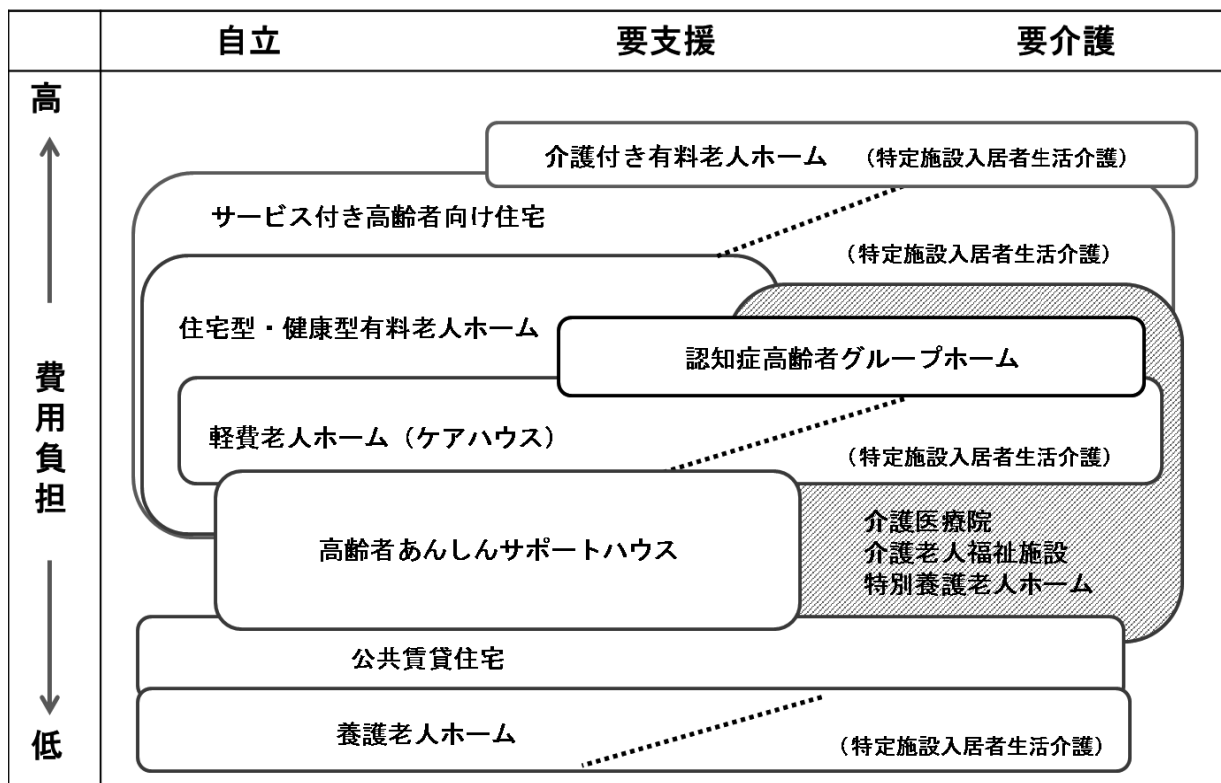 自立 要支援 要介護
高
費用負担
低
介護付き有料老人ホーム (特定施設入居者生活介護)
サービス付き高齢者向け住宅
(特定施設入居者生活介護)
住宅型・健康型有料老人ホーム
認知症高齢者グループホーム
軽費老人ホーム（ケアハウス）
(特定施設入居者生活介護)
高齢者あんしんサポートハウス
介護医療院
介護老人福祉施設
特別養護老人ホーム
公共賃貸住宅
養護老人ホーム
(特定施設入居者生活介護)